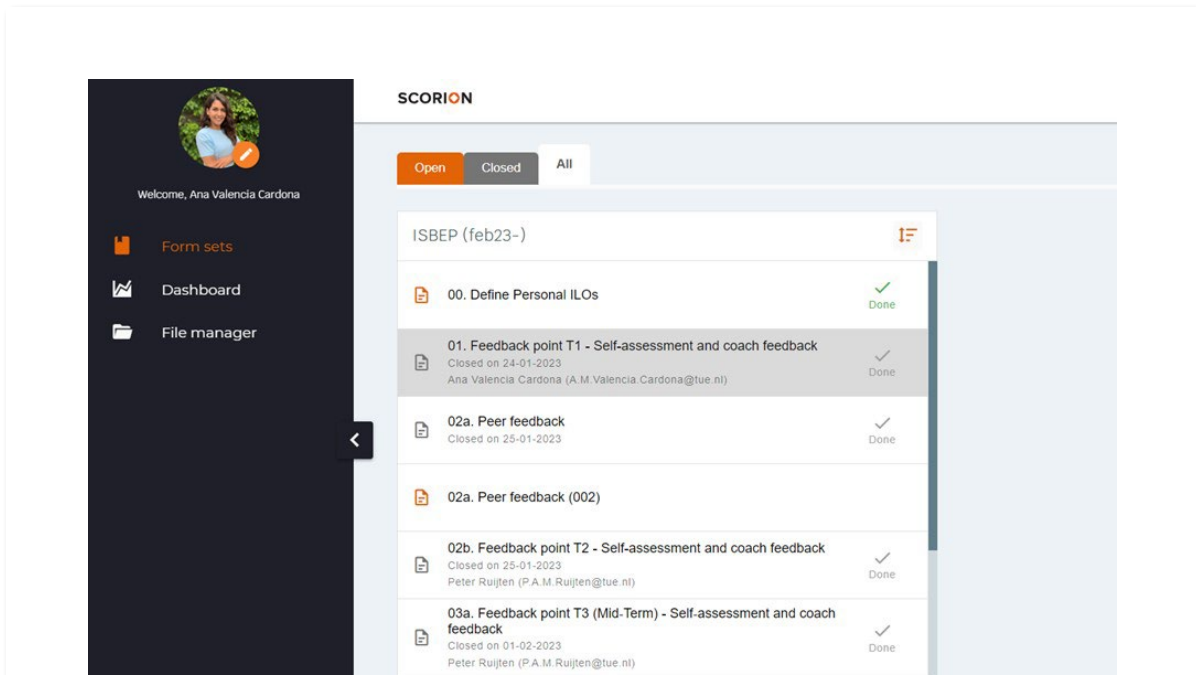 SCORION
Open
Closed
All
Welcome, Ana Valencia Cardona
Form sets
Dashboard
File manager
ISBEP (feb23-)
00. Define Personal ILOs
Done
01. Feedback point T1 - Self-assessment and coach feedback
Closed on 24-01-2023
Ana Valencia Cardona (A.M.Valencia.Cardona@tue.nl)
Done
02a. Peer feedback
Closed on 25-01-2023
Done
02a. Peer feedback (002)
02b. Feedback point T2 - Self-assessment and coach feedback
Closed on 25-01-2023
Peter Ruijten (P.A.M.Ruijten@tue.nl)
Done
03a. Feedback point T3 (Mid-Term) - Self-assessment and coach
feedback
Closed on 01-02-2023
Peter Ruijten (P.A.M.Ruijten@tue.nl)
Done